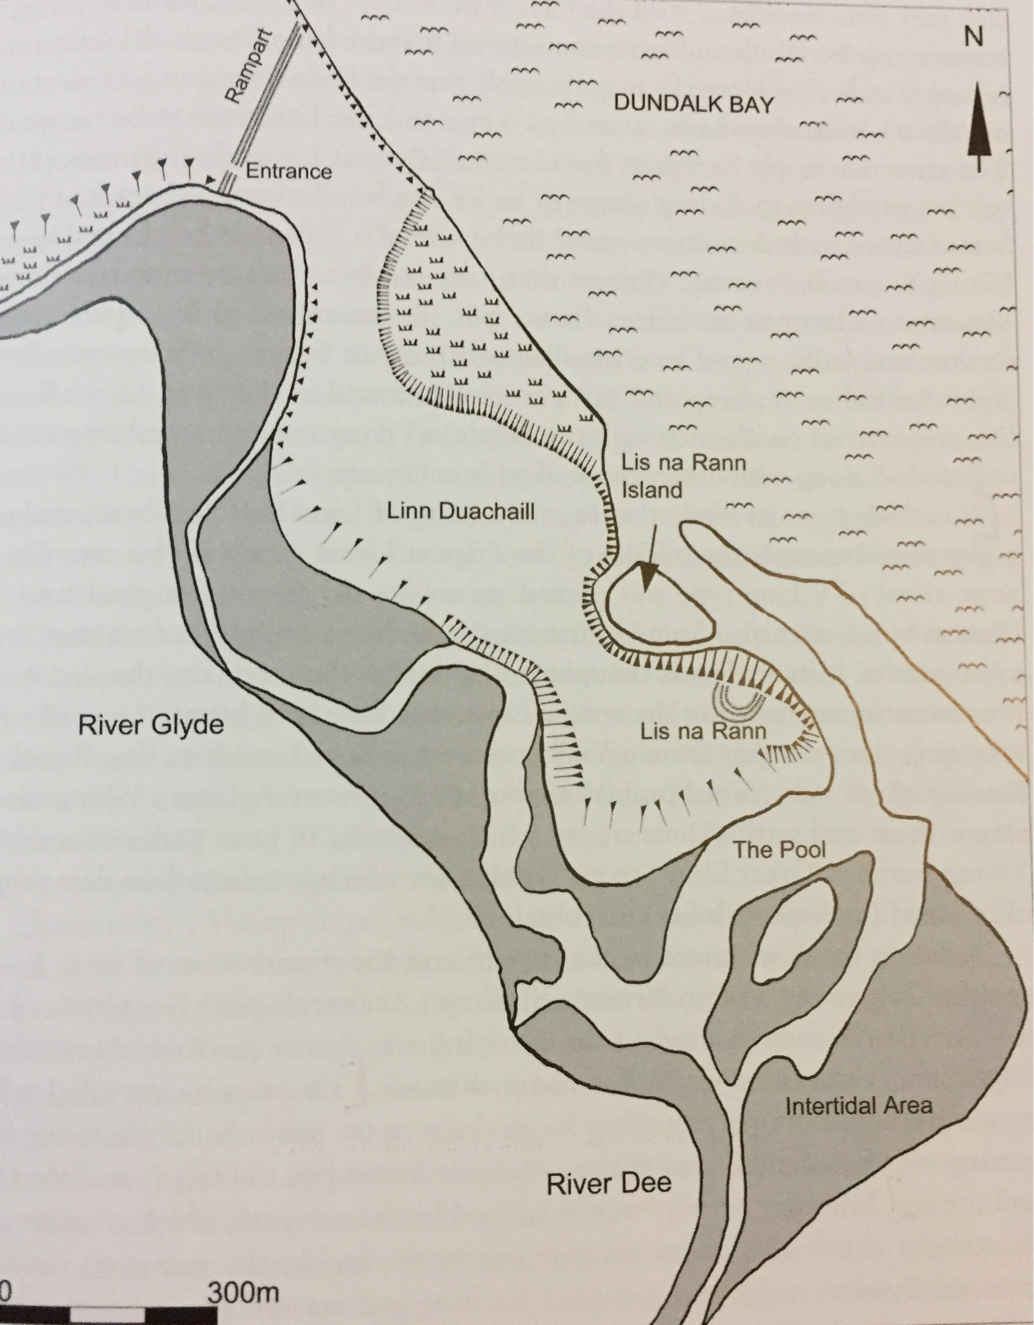 N
Rampart
DUNDALK BAY
Entrance
Lis na Rann
Island
Linn Duachaill
River Glyde
Lis na Rann
The Pool
Intertidal Area
River Dee
0
300m